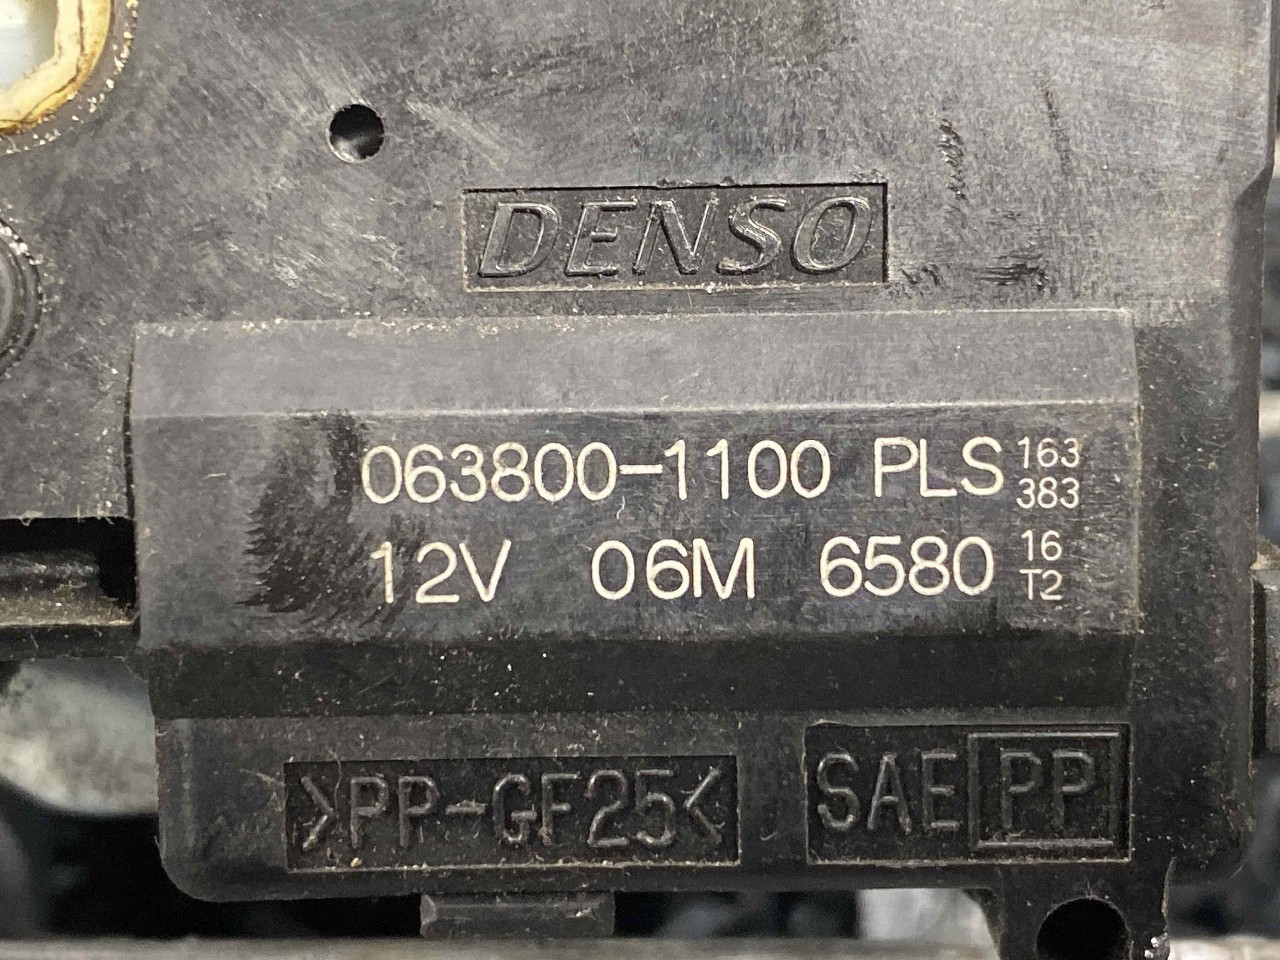 DENSO
063800-1100 PLS 163 383
12V 06M 6580 16 T2
>PP-GF25<
SAE PP